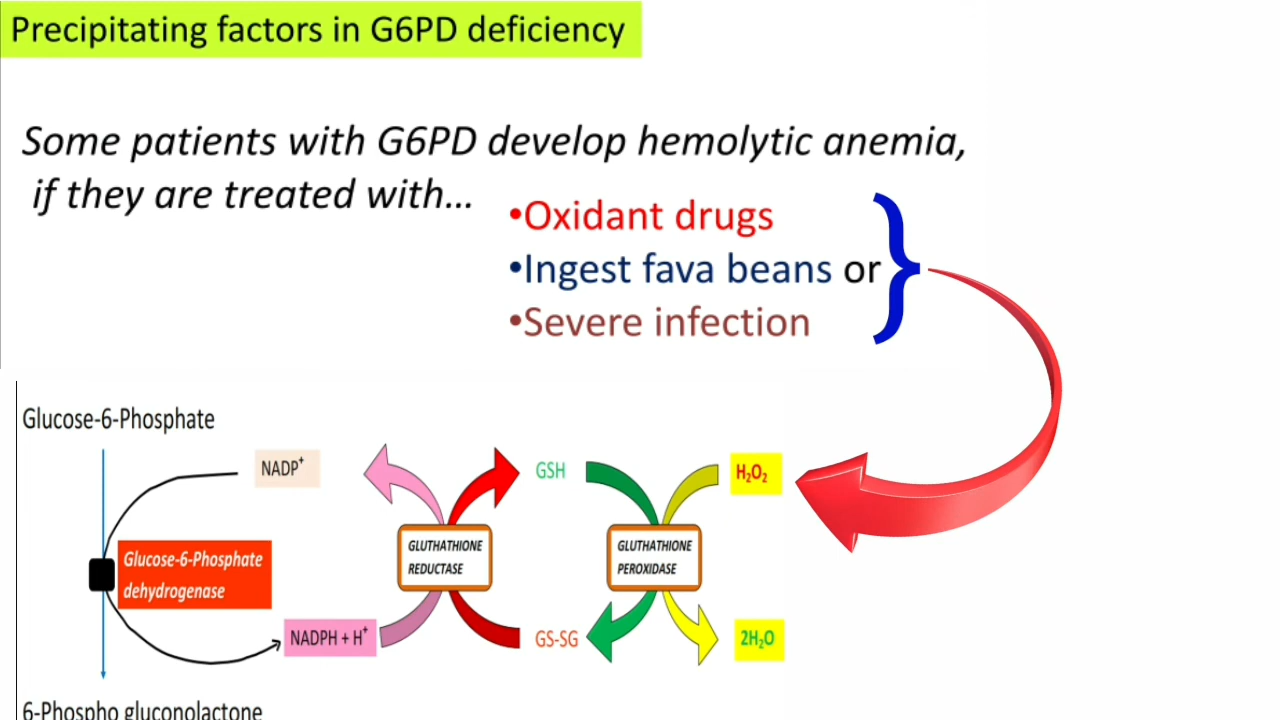 Precipitating factors in G6PD deficiency
Some patients with G6PD develop hemolytic anemia,
if they are treated with...
•Oxidant drugs
•Ingest fava beans or
•Severe infection
Glucose-6-Phosphate
NADP⁺
GSH
H₂O₂
GLUTHATHIONE
REDUCTASE
GLUTHATHIONE
PEROXIDASE
Glucose-6-Phosphate
dehydrogenase
NADPH + H⁺
GS-SG
2H₂O
6-Phospho gluconolactone